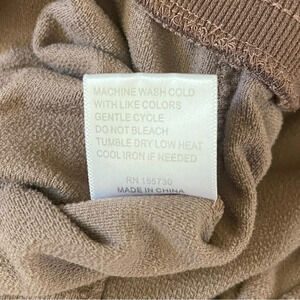 MACHINE WASH COLD
WITH LIKE COLORS
GENTLE CYCLE
DO NOT BLEACH
TUMBLE DRY LOW HEAT
COOL IRON IF NEEDED
RN 155730
MADE IN CHINA